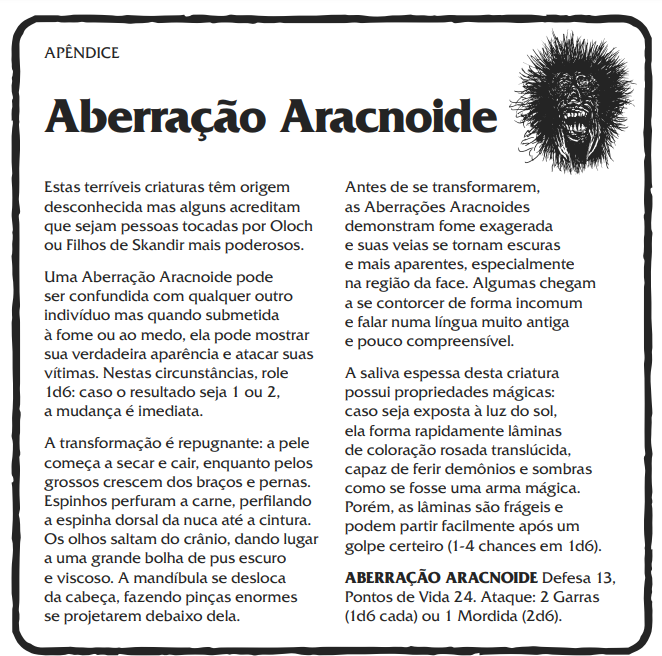 APÊNDICE
Aberração Aracnoide
Estas terríveis criaturas têm origem
desconhecida mas alguns acreditam
que sejam pessoas tocadas por Oloch
ou Filhos de Skandir mais poderosos.
Uma Aberração Aracnoide pode
ser confundida com qualquer outro
indivíduo mas quando submetida
à fome ou ao medo, ela pode mostrar
sua verdadeira aparência e atacar suas
vítimas. Nestas circunstâncias, role
1d6: caso o resultado seja 1 ou 2,
a mudança é imediata.
A transformação é repugnante: a pele
começa a secar e cair, enquanto pelos
grossos crescem dos braços e pernas.
Espinhos perfuram a carne, perfilando
a espinha dorsal da nuca até a cintura.
Os olhos saltam do crânio, dando lugar
a uma grande bolha de pus escuro
e viscoso. A mandíbula se desloca
da cabeça, fazendo pinças enormes
se projetarem debaixo dela.
Antes de se transformarem,
as Aberrações Aracnoides
demonstram fome exagerada
e suas veias se tornam escuras
e mais aparentes, especialmente
na região da face. Algumas chegam
a se contorcer de forma incomum
e falar numa língua muito antiga
e pouco compreensível.
A saliva espessa desta criatura
possui propriedades mágicas:
caso seja exposta à luz do sol,
ela forma rapidamente lâminas
de coloração rosada translúcida,
capaz de ferir demônios e sombras
como se fosse uma arma mágica.
Porém, as lâminas são frágeis e
podem partir facilmente após um
golpe certeiro (1-4 chances em 1d6).
ABERRAÇÃO ARACNOIDE Defesa 13,
Pontos de Vida 24. Ataque: 2 Garras
(1d6 cada) ou 1 Mordida (2d6).